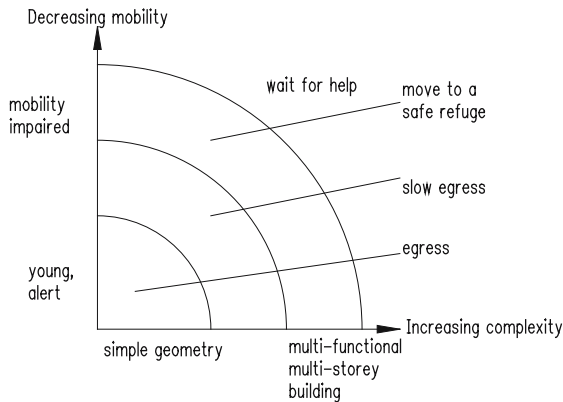 Decreasing mobility
wait for help
move to a
safe refuge
mobility
impaired
slow egress
egress
young,
alert
Increasing complexity
simple geometry
multi-functional
multi-storey
building